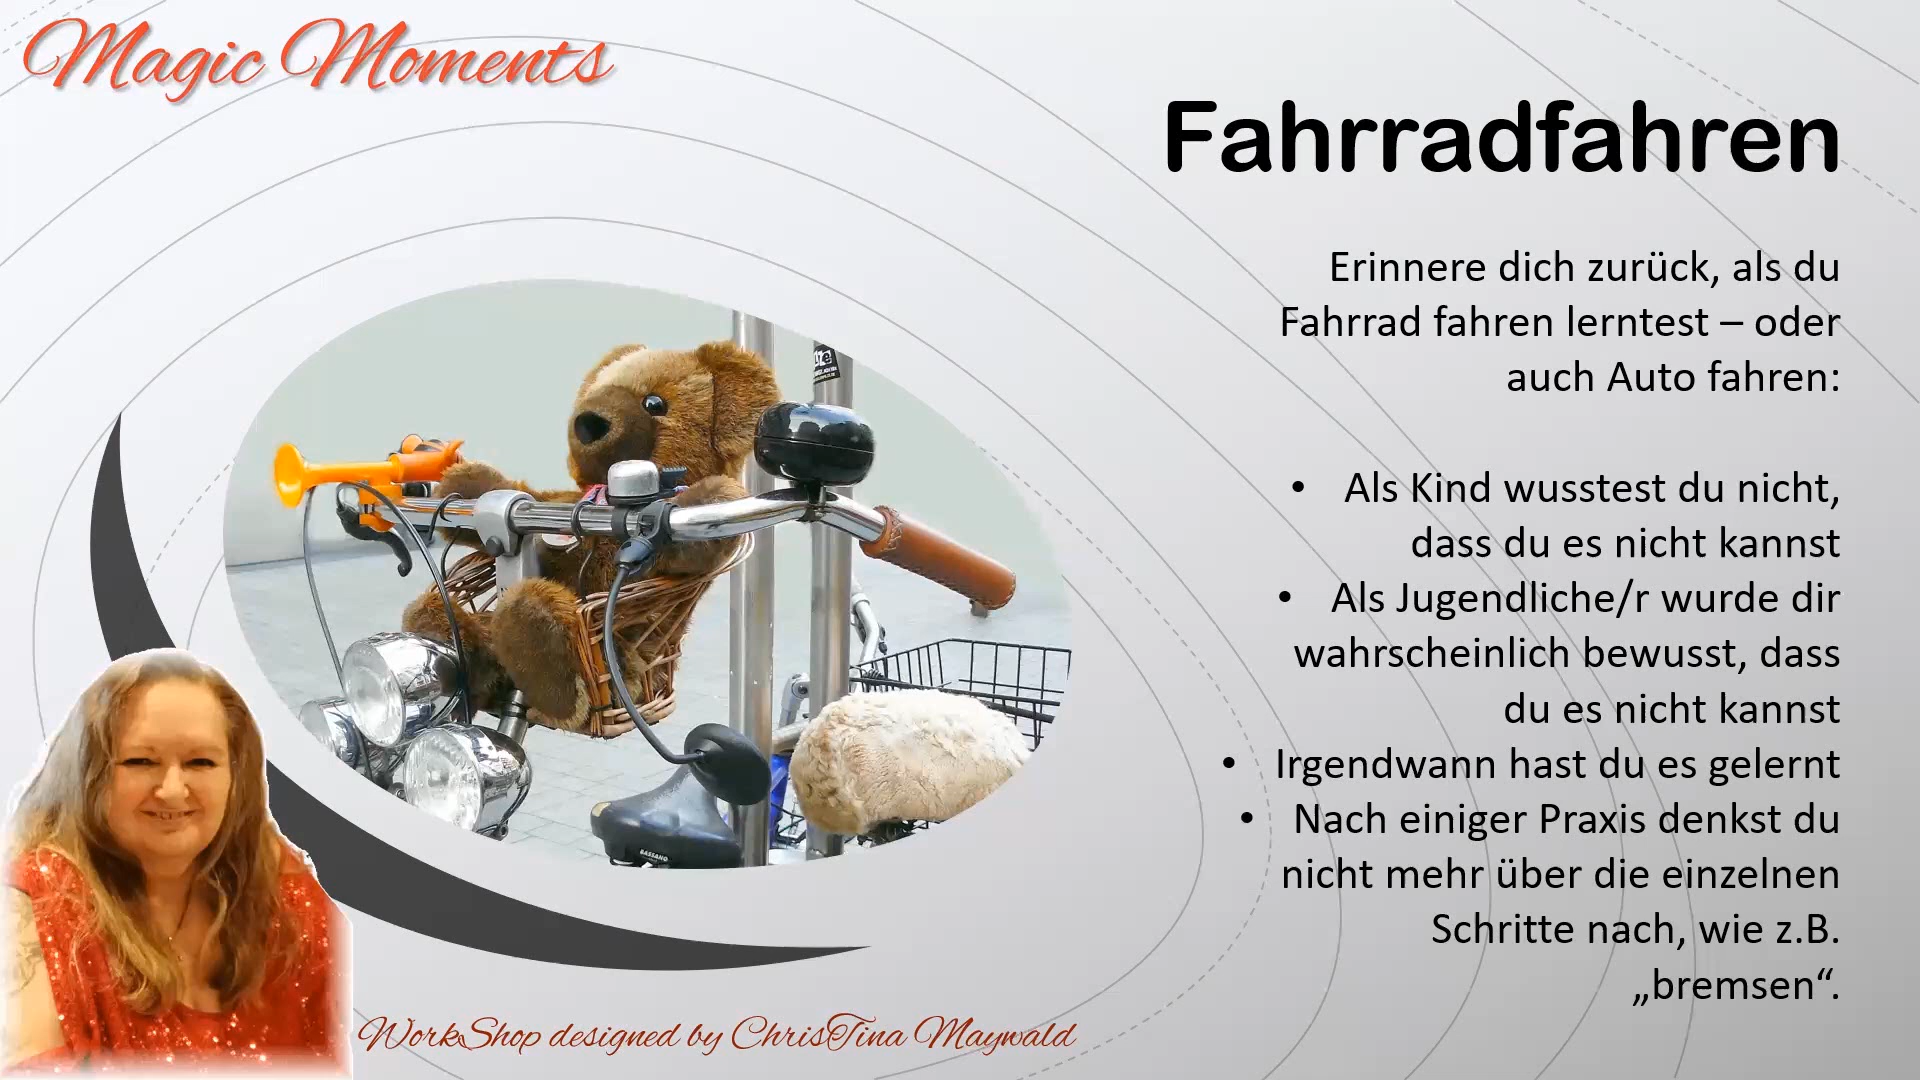 Magic Moments
Fahrradfahren
Erinnere dich zurück, als du
Fahrrad fahren lerntest – oder
auch Auto fahren:
• Als Kind wusstest du nicht,
dass du es nicht kannst
• Als Jugendliche/r wurde dir
wahrscheinlich bewusst, dass
du es nicht kannst
• Irgendwann hast du es gelernt
• Nach einiger Praxis denkst du
nicht mehr über die einzelnen
Schritte nach, wie z.B.
„bremsen“.
BASSANO
WorkShop designed by ChrisTina Maywald